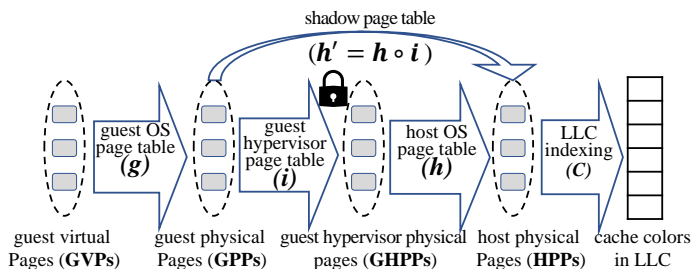 shadow page table
(h′ = h ∘ i )
guest OS
page table
(g)
guest
hypervisor
page table
(i)
host OS
page table
(h)
LLC
indexing
(C)
guest virtual
Pages (GVPs)
guest physical
Pages (GPPs)
guest hypervisor physical
pages (GHPPs)
host physical
Pages (HPPs)
cache colors
in LLC